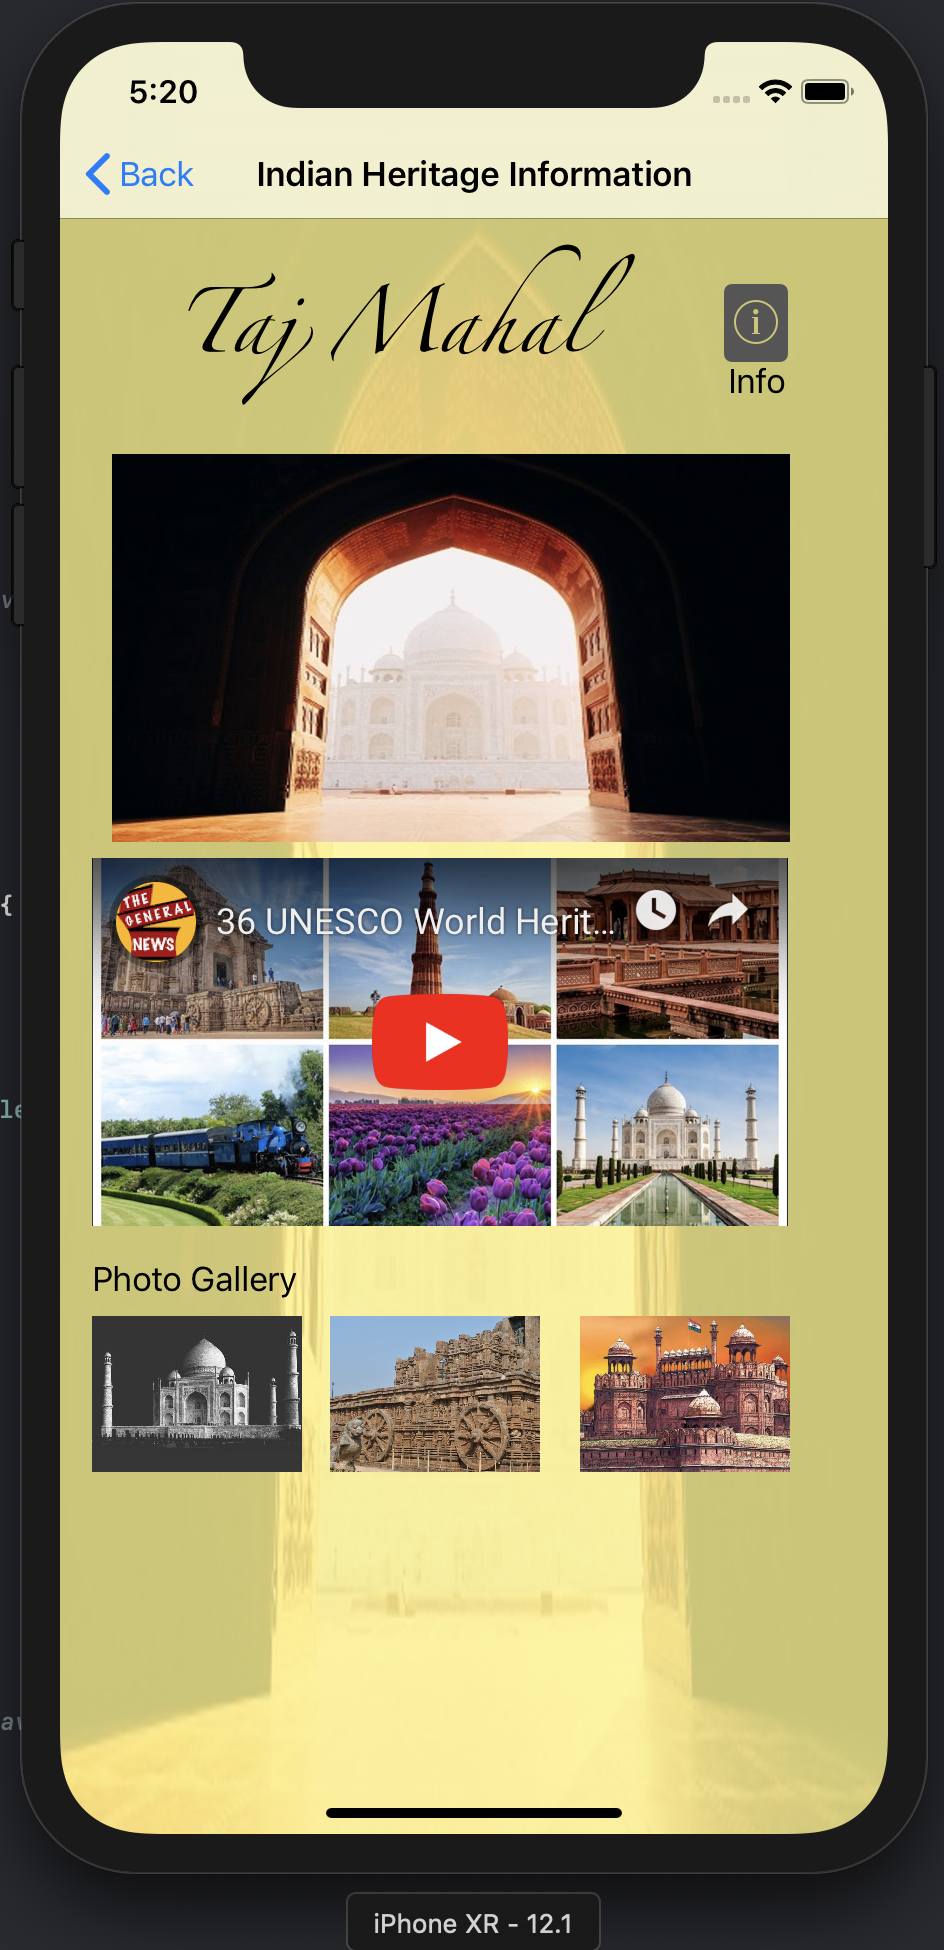 5:20
Back
Indian Heritage Information
Taj Mahal
i
Info
THE
GENERAL
NEWS
36 UNESCO World Herit...
Photo Gallery
{
le
iPhone XR - 12.1